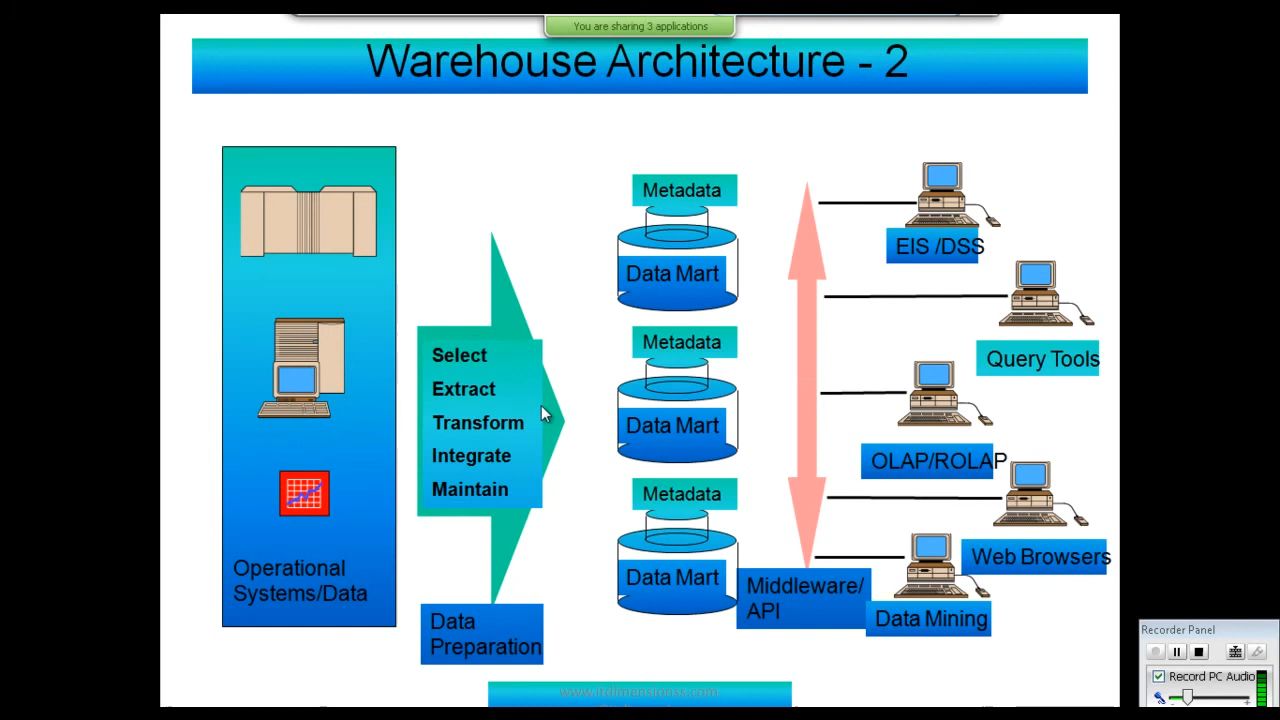 You are sharing 3 applications
Warehouse Architecture - 2
Operational
Systems/Data
Select
Extract
Transform
Integrate
Maintain
Data
Preparation
Metadata
Data Mart
Metadata
Data Mart
Metadata
Data Mart
Middleware/
API
EIS /DSS
Query Tools
OLAP/ROLAP
Web Browsers
Data Mining
Recorder Panel
Record PC Audio